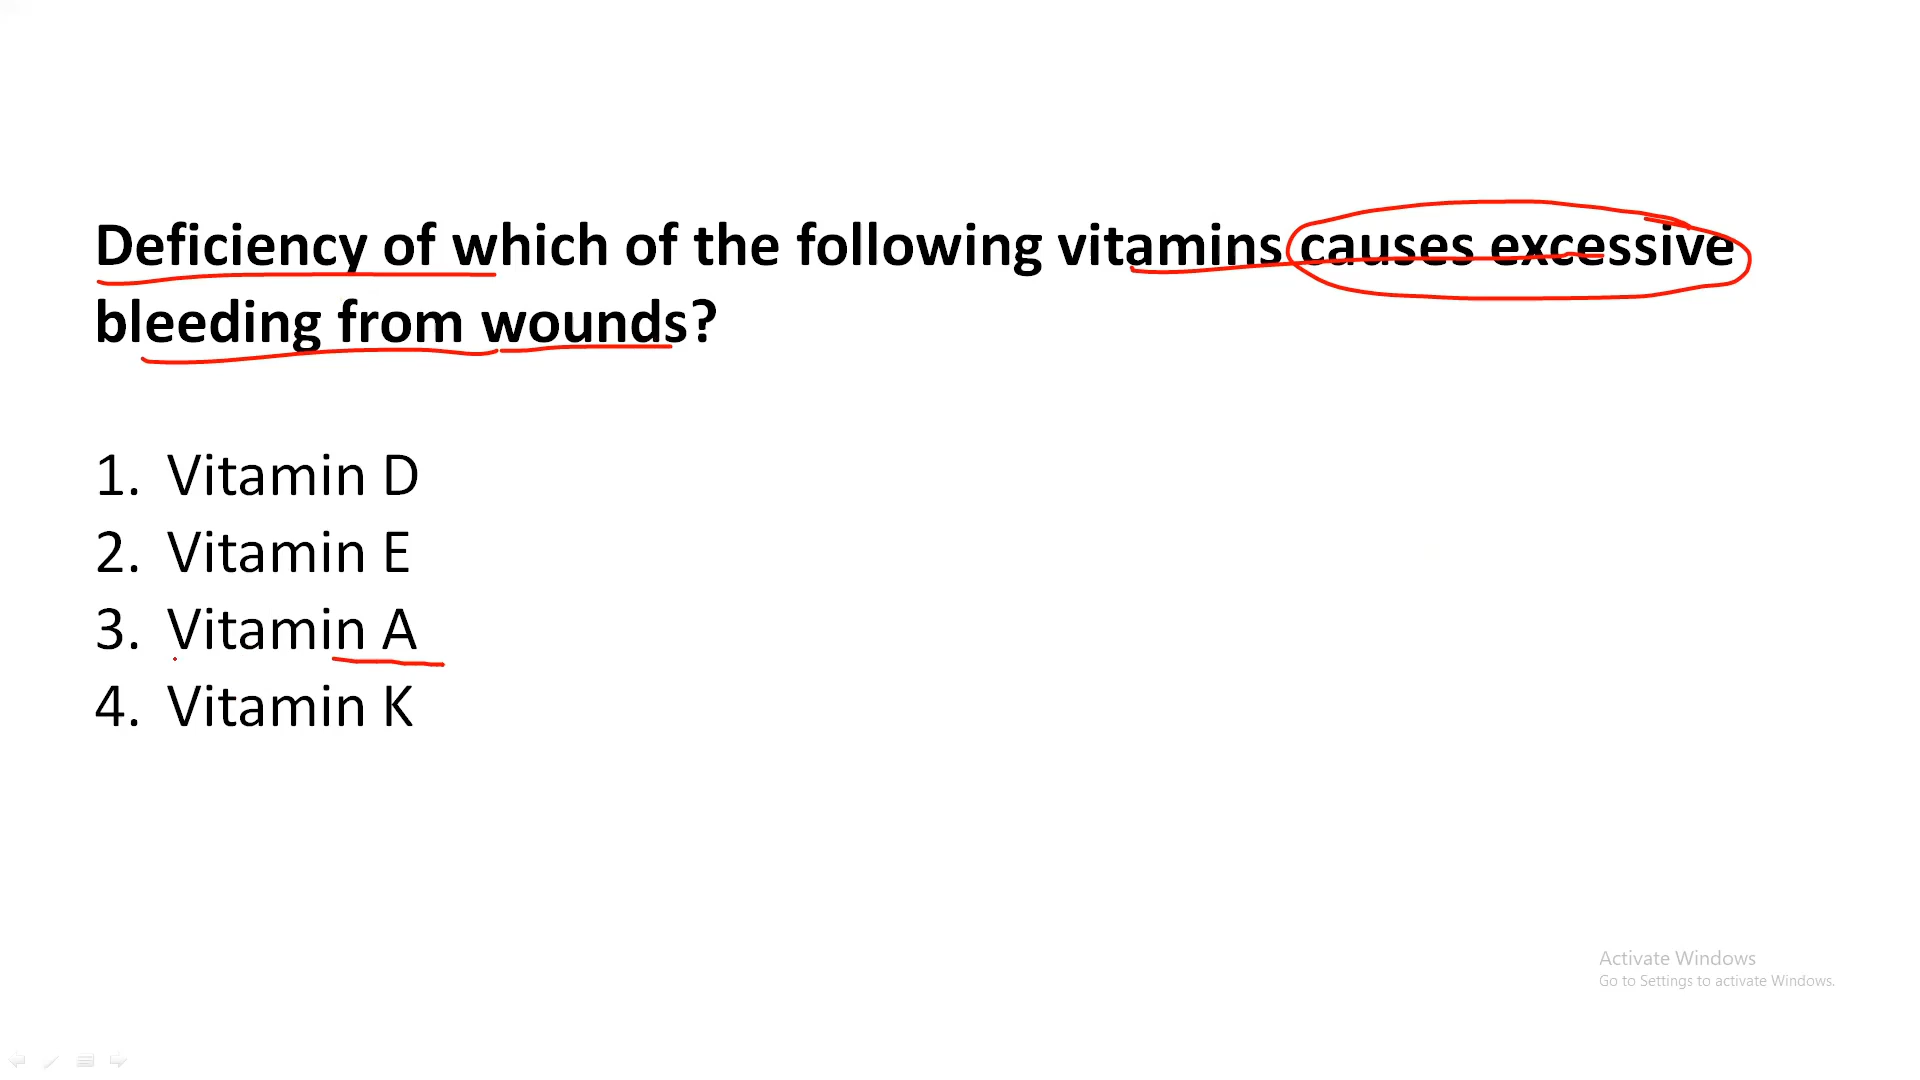 Deficiency of which of the following vitamins causes excessive
bleeding from wounds?
1. Vitamin D
2. Vitamin E
3. Vitamin A
4. Vitamin K
Activate Windows
Go to Settings to activate Windows.